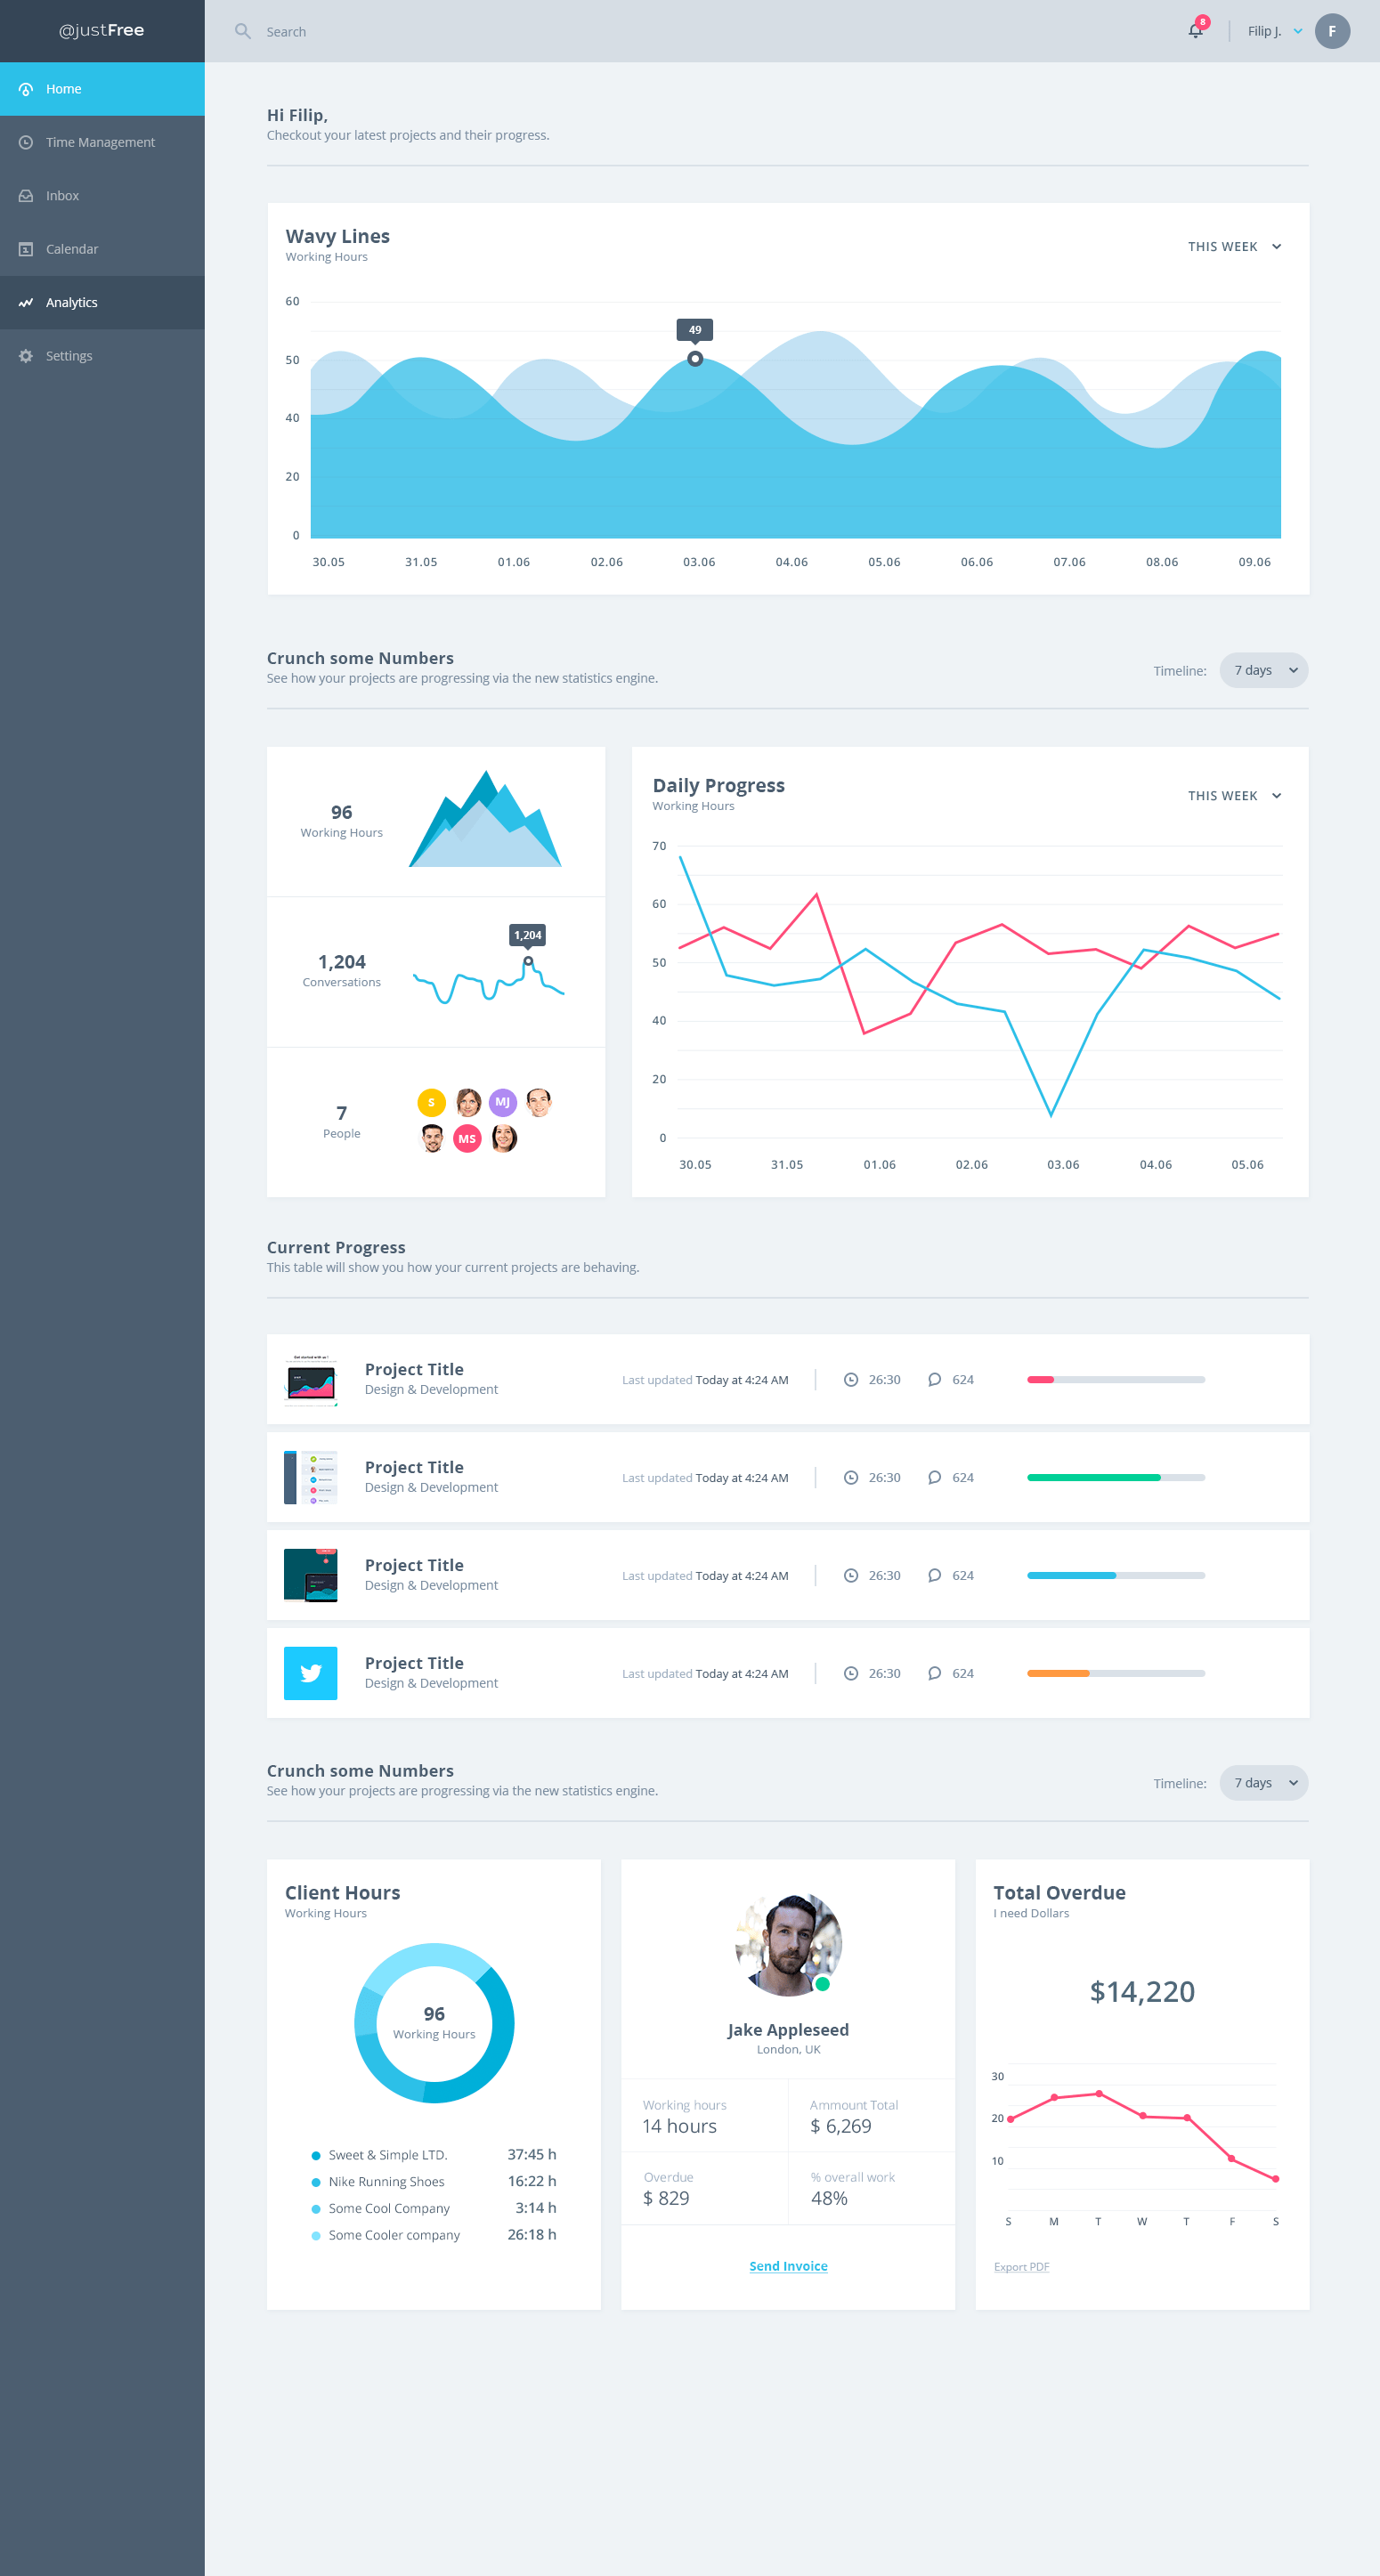 @justFree
Search
8
Filip J.
F
Home
Time Management
Inbox
Calendar
Analytics
Settings
Hi Filip,
Checkout your latest projects and their progress.
Wavy Lines
Working Hours
THIS WEEK
60
50
40
20
0
49
30.05 31.05 01.06 02.06 03.06 04.06 05.06 06.06 07.06 08.06 09.06
Crunch some Numbers
See how your projects are progressing via the new statistics engine.
Timeline: 7 days
96
Working Hours
1,204
Conversations
1,204
7
People
S
MJ
MS
Daily Progress
Working Hours
THIS WEEK
70
60
50
40
20
0
30.05 31.05 01.06 02.06 03.06 04.06 05.06
Current Progress
This table will show you how your current projects are behaving.
Get started with us !
Project Title
Design & Development
Last updated Today at 4:24 AM
26:30
624
Project Title
Design & Development
Last updated Today at 4:24 AM
26:30
624
Project Title
Design & Development
Last updated Today at 4:24 AM
26:30
624
Project Title
Design & Development
Last updated Today at 4:24 AM
26:30
624
Crunch some Numbers
See how your projects are progressing via the new statistics engine.
Timeline: 7 days
Client Hours
Working Hours
96
Working Hours
Sweet & Simple LTD. 37:45 h
Nike Running Shoes 16:22 h
Some Cool Company 3:14 h
Some Cooler company 26:18 h
Jake Appleseed
London, UK
Working hours
14 hours
Ammount Total
$ 6,269
Overdue
$ 829
% overall work
48%
Send Invoice
Total Overdue
I need Dollars
$14,220
30
20
10
S M T W T F S
Export PDF